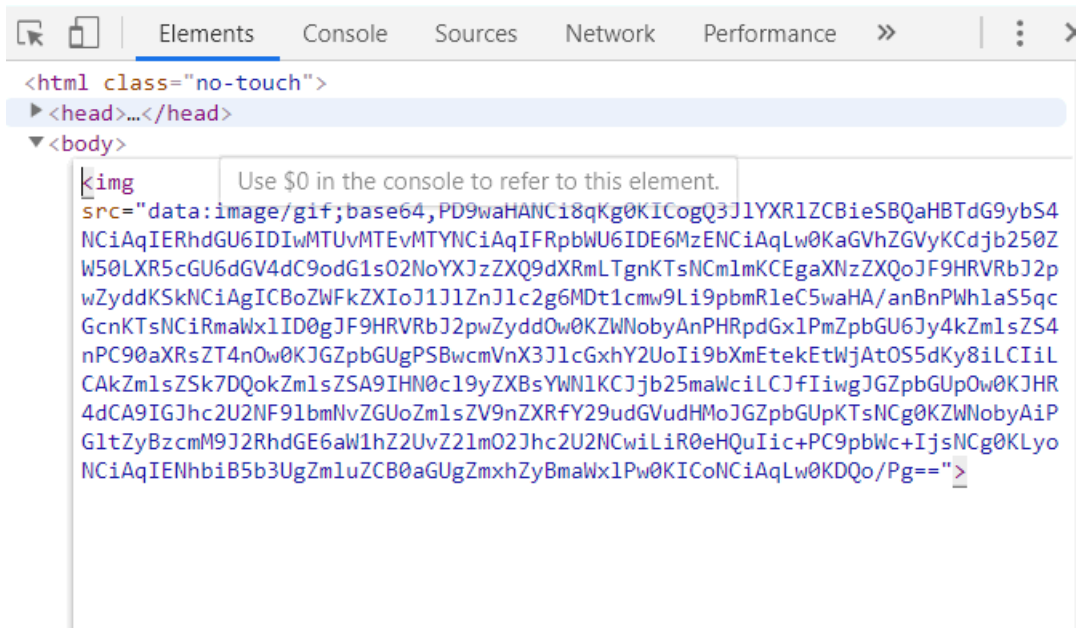 Elements Console Sources Network Performance »
<html class="no-touch">
<head>…</head>
<body>
<img
Use $0 in the console to refer to this element.
src="data:image/gif;base64,PD9waHANCi8qKg0KICogQ3JlYXRlZCBieSBQaHBTdG9ybS4
NCiAqIERhdGU6IDIwMTUvMTEvMTYNCiAqIFRpbWU6IDE6MzENCiAqLw0KaGVhZGVyKCdjb250Z
W50LXR5cGU6dGV4dC9odG1sO2NoYXJzZXQ9dXRmLTgnKTsNCmlmKCEgaXNzZXQoJF9HRVRbJ2p
wZyddKSkNCiAgICBoZWFkZXIoJ1JlZnJlc2g6MDt1cmw9Li9pbmRleC5waHA/anBnPWhlaS5qc
GcnKTsNCiRmaWxlID0gJF9HRVRbJ2pwZyddOw0KZWNobyAnPHRpdGxlPmZpbGU6Jy4kZmlsZS4
nPC90aXRsZT4nOw0KJGZpbGUgPSBwcmVnX3JlcGxhY2UoIi9bXmEtekEtWjAtOS5dKy8iLCIiL
CAkZmlsZSk7DQokZmlsZSA9IHN0cl9yZXBsYWNlKCJjb25maWciLCJfIiwgJGZpbGUpOw0KJHR
4dCA9IGJhc2U2NF9lbmNvZGUoZmlsZV9nZXRfY29udGVudHMoJGZpbGUpKTsNCg0KZWNobyAiP
GltZyBzcmM9J2RhdGE6aW1hZ2UvZ2lmO2Jhc2U2NCwiLiR0eHQuIic+PC9pbWc+IjsNCg0KLyo
NCiAqIENhbiB5b3UgZmluZCB0aGUgZmxhZyBmaWxlPw0KICoNCiAqLw0KDQo/Pg==">